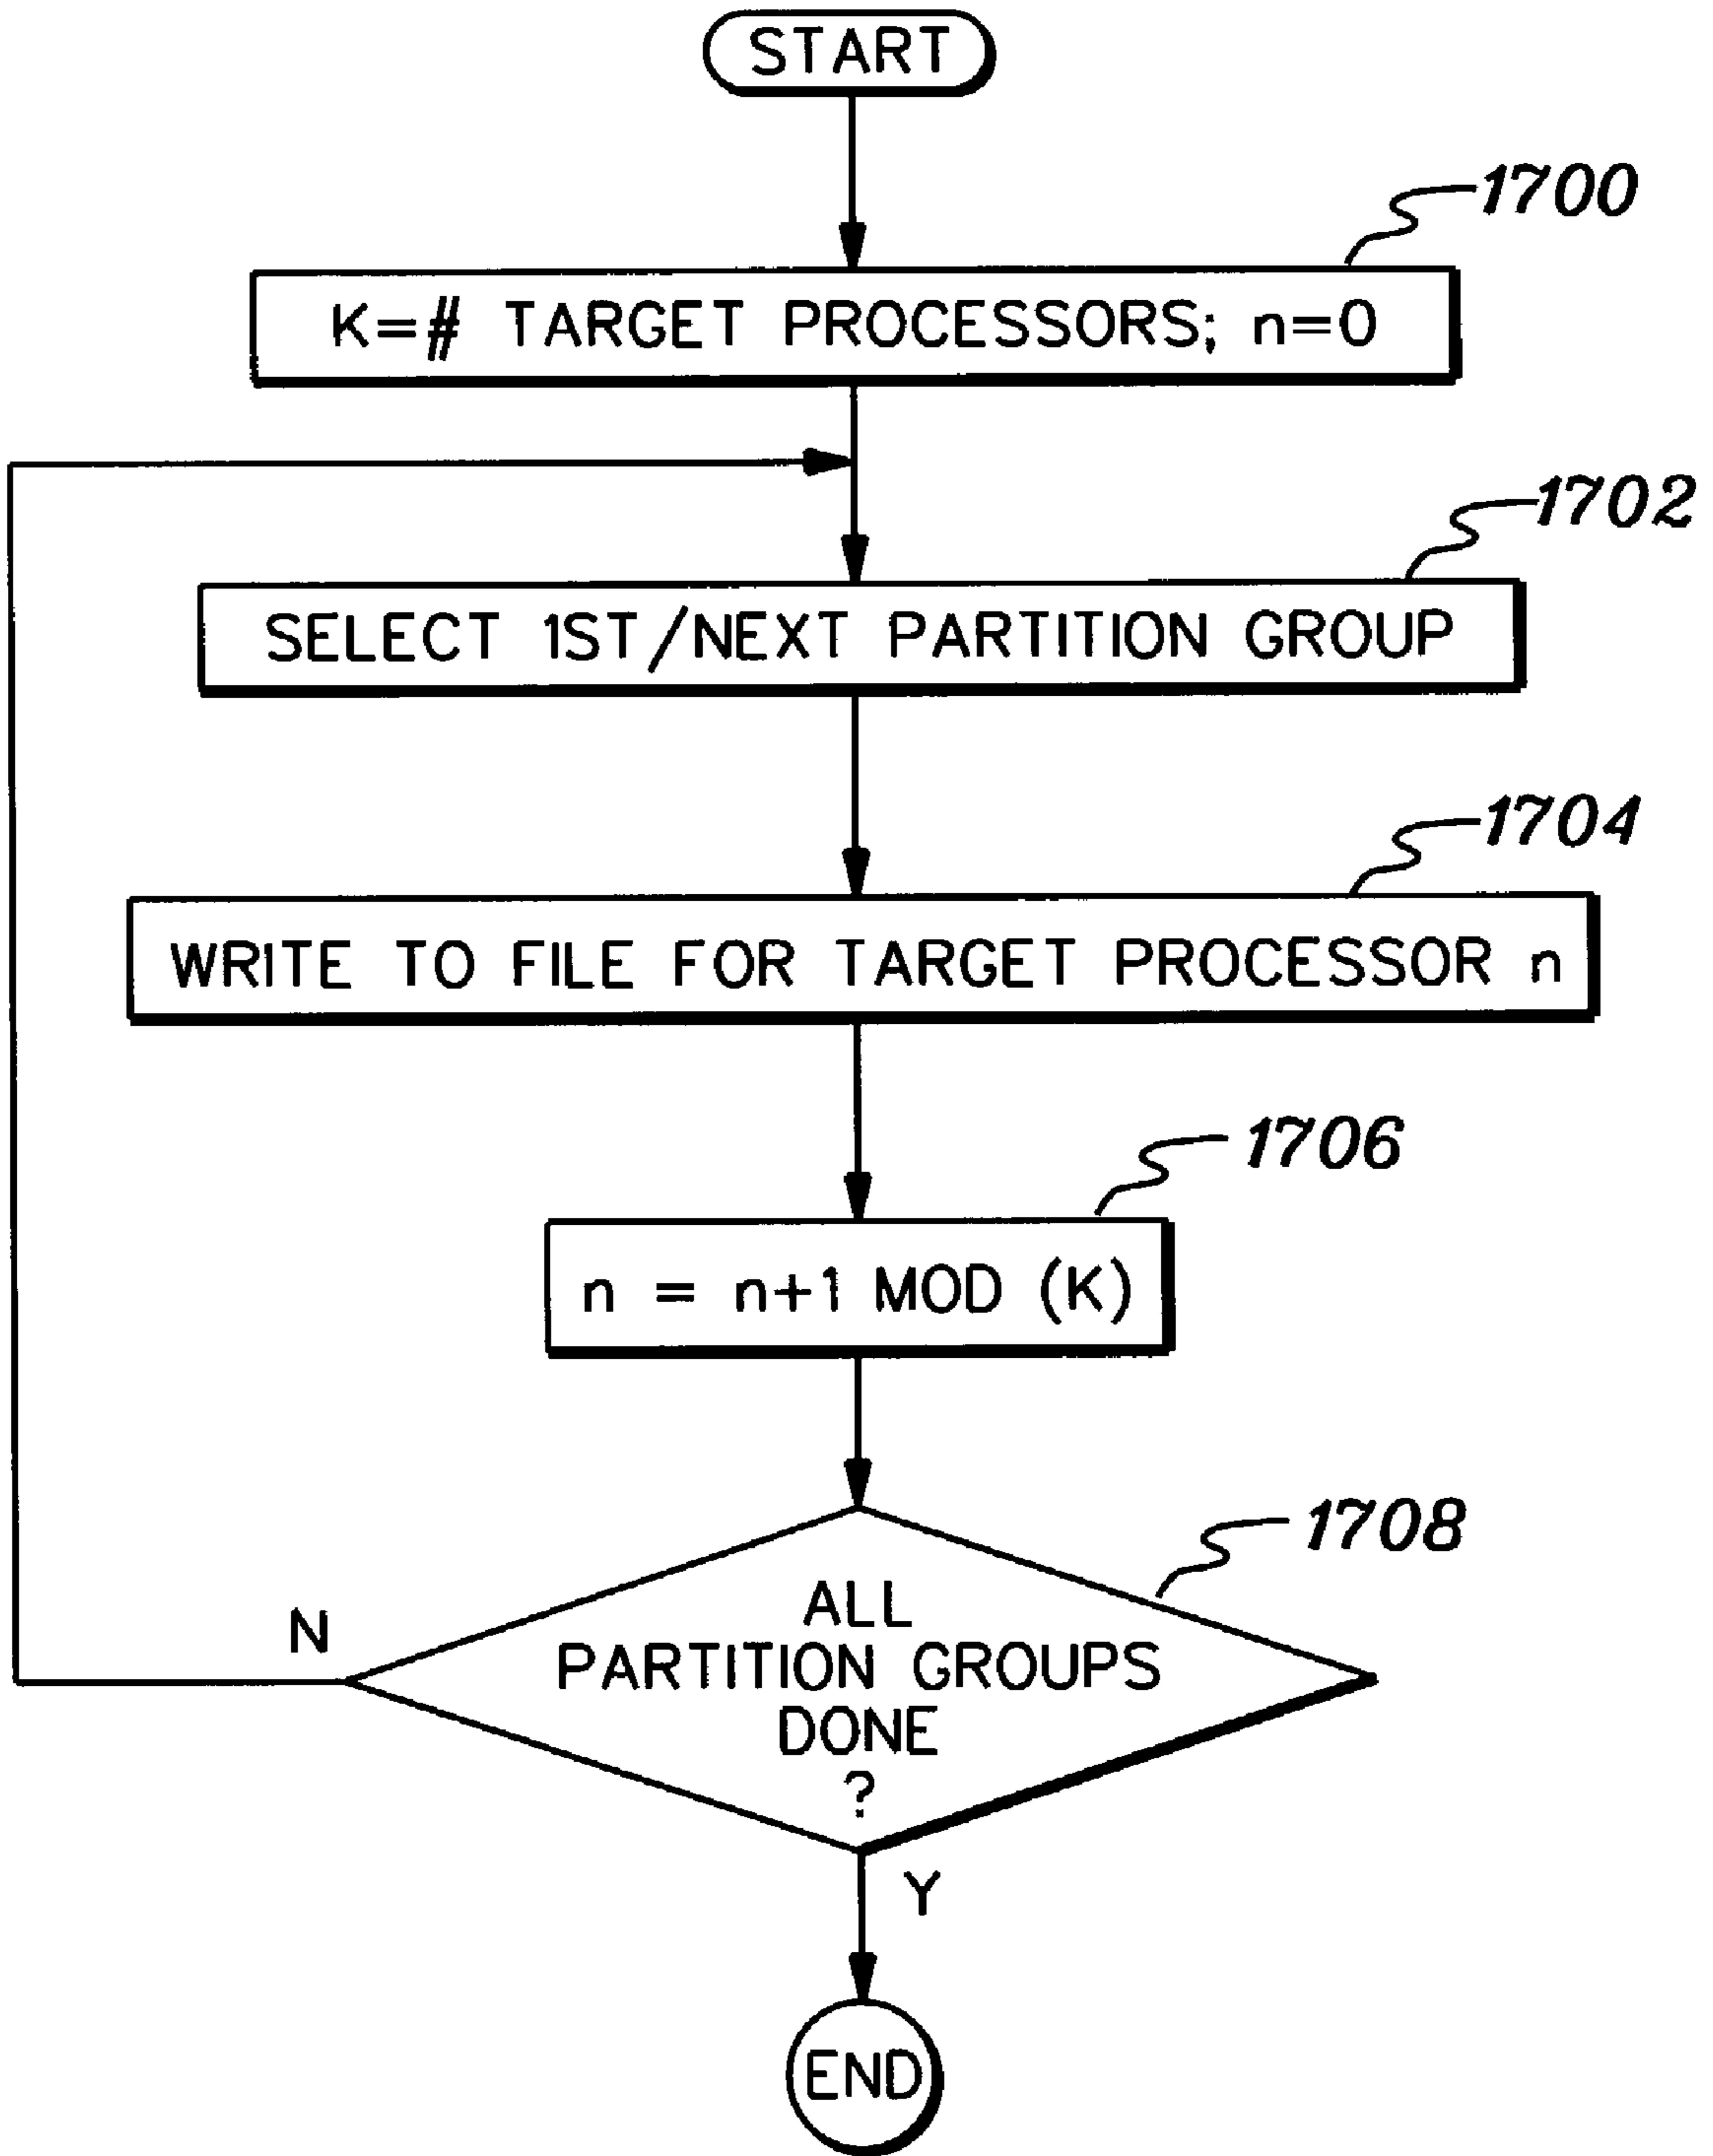 START
1700
K=# TARGET PROCESSORS; n=0
1702
SELECT 1ST/NEXT PARTITION GROUP
1704
WRITE TO FILE FOR TARGET PROCESSOR n
1706
n = n+1 MOD (K)
1708
ALL
PARTITION GROUPS
DONE
?
N
Y
END